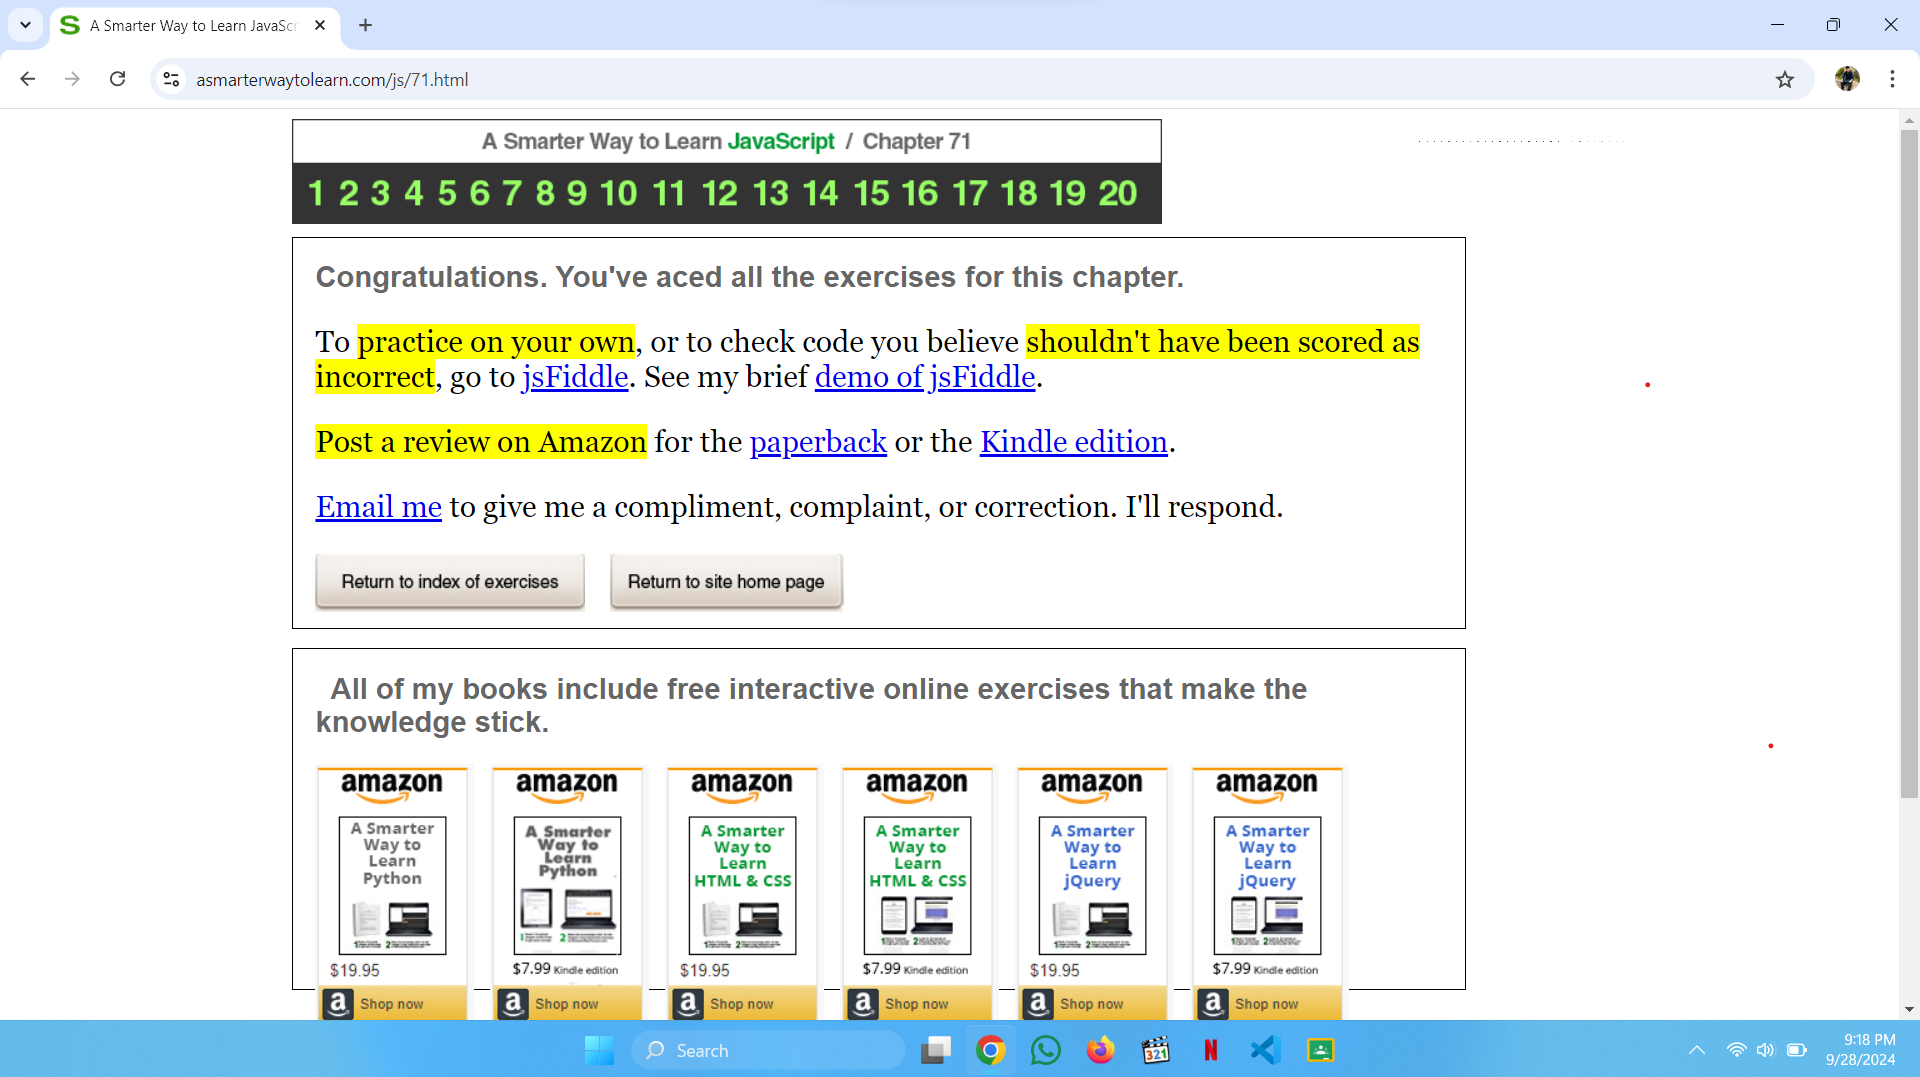 A Smarter Way to Learn JavaScr
asmarterwaytolearn.com/js/71.html
A Smarter Way to Learn JavaScript / Chapter 71
1 2 3 4 5 6 7 8 9 10 11 12 13 14 15 16 17 18 19 20
Congratulations. You've aced all the exercises for this chapter.
To practice on your own, or to check code you believe shouldn't have been scored as
incorrect, go to jsFiddle. See my brief demo of jsFiddle.
Post a review on Amazon for the paperback or the Kindle edition.
Email me to give me a compliment, complaint, or correction. I'll respond.
Return to index of exercises Return to site home page
All of my books include free interactive online exercises that make the
knowledge stick.
amazon amazon amazon amazon amazon amazon
A Smarter A Smarter A Smarter A Smarter A Smarter A Smarter
Way to Way to Way to Way to Way to Way to
Learn Learn Learn Learn Learn Learn
Python Python HTML & CSS HTML & CSS jQuery jQuery
$19.95 $7.99 Kindle edition $19.95 $7.99 Kindle edition $19.95 $7.99 Kindle edition
a Shop now a Shop now a Shop now a Shop now a Shop now a Shop now
Search 321 N 9:18 PM
9/28/2024